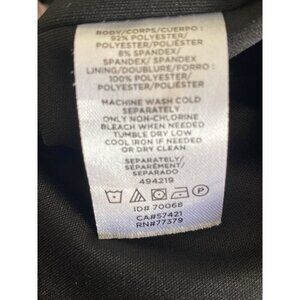 BODY/CORPS/CUERPO :
92% POLYESTER/
POLYESTER/POLIÉSTER
8% SPANDEX/
SPANDEX/ SPANDEX
LINING/DOUBLURE/FORRO :
100% POLYESTER/
POLYESTER/POLIÉSTER
MACHINE WASH COLD
SEPARATELY
ONLY NON-CHLORINE
BLEACH WHEN NEEDED
TUMBLE DRY LOW
COOL IRON IF NEEDED
OR DRY CLEAN.
SEPARATELY/
SÉPARÉMENT/
SEPARADO
494219
P
ID# 70068
CA#57421
RN#77379